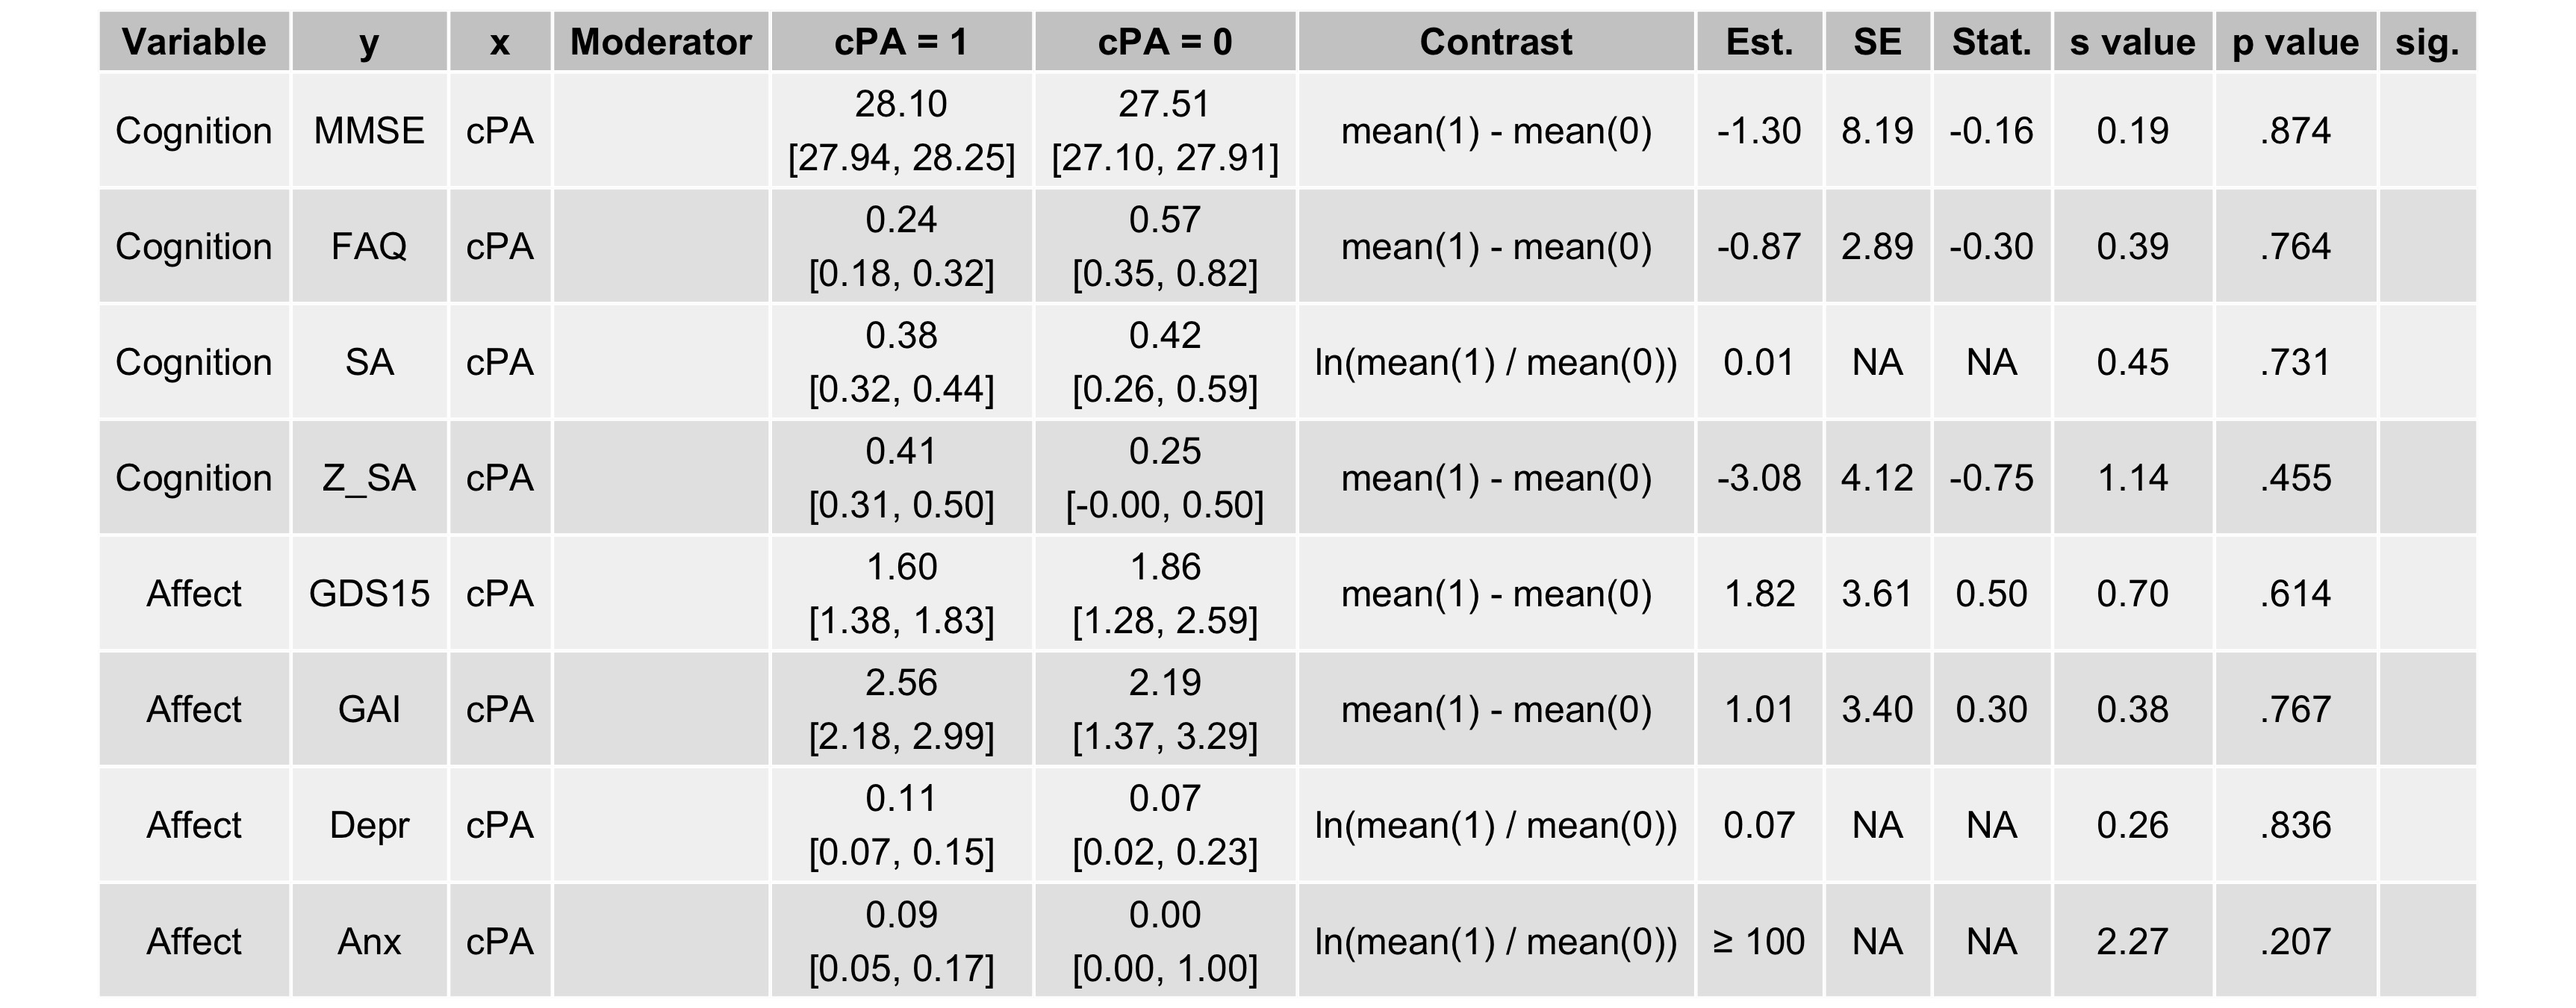 Variable y x Moderator cPA = 1 cPA = 0 Contrast Est. SE Stat. s value p value sig.
Cognition MMSE cPA 28.10 27.51 mean(1) - mean(0) -1.30 8.19 -0.16 0.19 .874
[27.94, 28.25] [27.10, 27.91]
Cognition FAQ cPA 0.24 0.57 mean(1) - mean(0) -0.87 2.89 -0.30 0.39 .764
[0.18, 0.32] [0.35, 0.82]
Cognition SA cPA 0.38 0.42 ln(mean(1) / mean(0)) 0.01 NA NA 0.45 .731
[0.32, 0.44] [0.26, 0.59]
Cognition Z_SA cPA 0.41 0.25 mean(1) - mean(0) -3.08 4.12 -0.75 1.14 .455
[0.31, 0.50] [-0.00, 0.50]
Affect GDS15 cPA 1.60 1.86 mean(1) - mean(0) 1.82 3.61 0.50 0.70 .614
[1.38, 1.83] [1.28, 2.59]
Affect GAI cPA 2.56 2.19 mean(1) - mean(0) 1.01 3.40 0.30 0.38 .767
[2.18, 2.99] [1.37, 3.29]
Affect Depr cPA 0.11 0.07 ln(mean(1) / mean(0)) 0.07 NA NA 0.26 .836
[0.07, 0.15] [0.02, 0.23]
Affect Anx cPA 0.09 0.00 ln(mean(1) / mean(0)) ≥ 100 NA NA 2.27 .207
[0.05, 0.17] [0.00, 1.00]